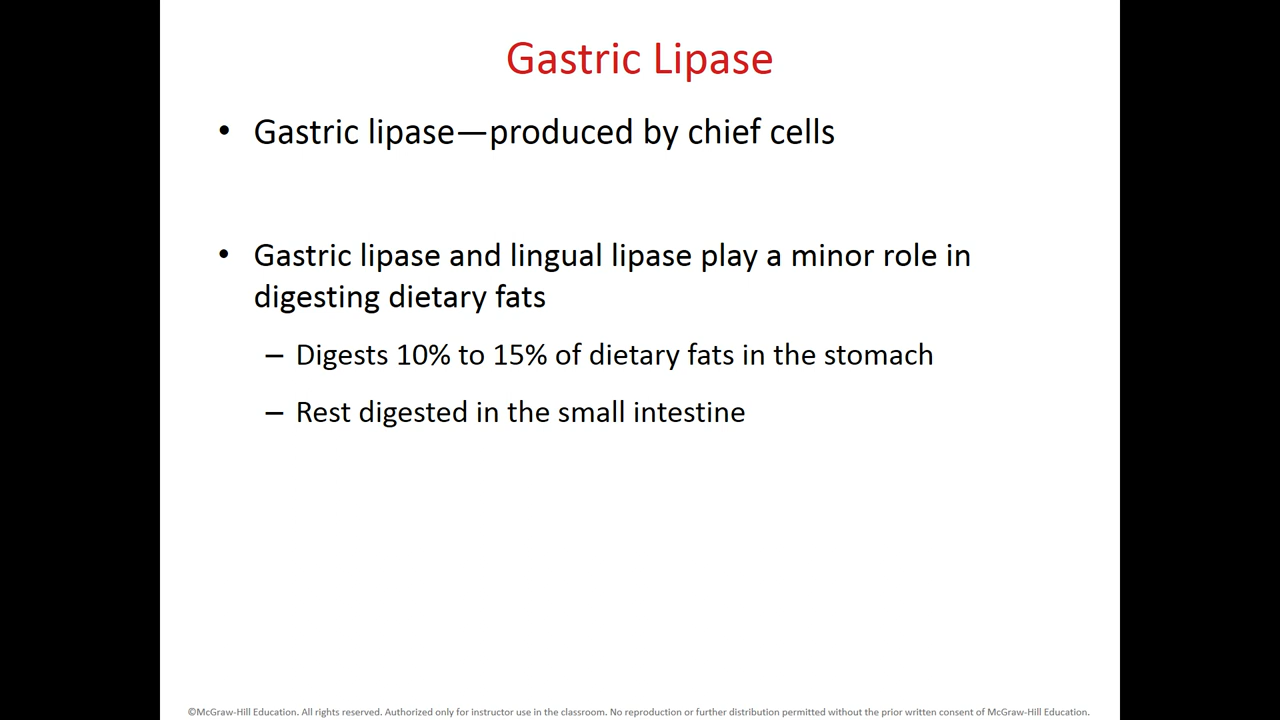 Gastric Lipase
• Gastric lipase—produced by chief cells
• Gastric lipase and lingual lipase play a minor role in
digesting dietary fats
– Digests 10% to 15% of dietary fats in the stomach
– Rest digested in the small intestine
©McGraw-Hill Education. All rights reserved. Authorized only for instructor use in the classroom. No reproduction or further distribution permitted without the prior written consent of McGraw-Hill Education.